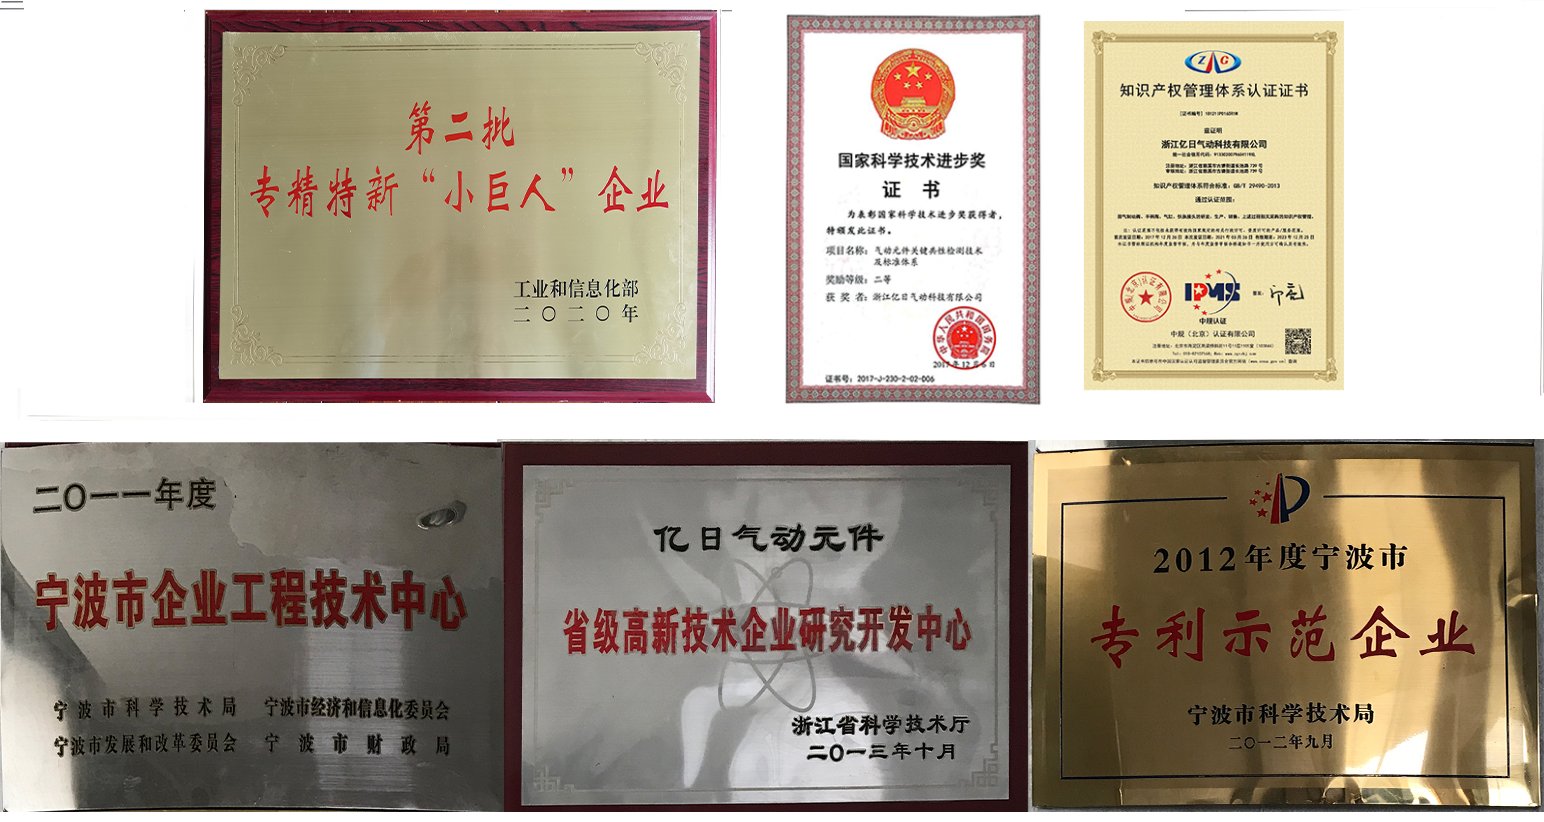 第二批
专精特新“小巨人”企业
工业和信息化部
二〇二〇年
国家科学技术进步奖
证 书
为表彰国家科学技术进步奖获得者，
特颁发此证书。
项目名称：气动元件关键共性检测技术
及标准体系
奖励等级：二等
获 奖 者：浙江亿日气动科技有限公司
2017年12月6日
证书号：2017-J-230-2-02-006
ZG
知识产权管理体系认证证书
兹证明
浙江亿日气动科技有限公司
知识产权管理体系符合标准：GB/T 29490-2013
通过认证范围：
IPMS
中规认证
中规（北京）认证有限公司
二〇一一年度
宁波市企业工程技术中心
宁波市科学技术局 宁波市经济和信息化委员会
宁波市发展和改革委员会 宁波市财政局
亿日气动元件
省级高新技术企业研究开发中心
浙江省科学技术厅
二〇一三年十月
2012年度宁波市
专利示范企业
宁波市科学技术局
二〇一二年九月